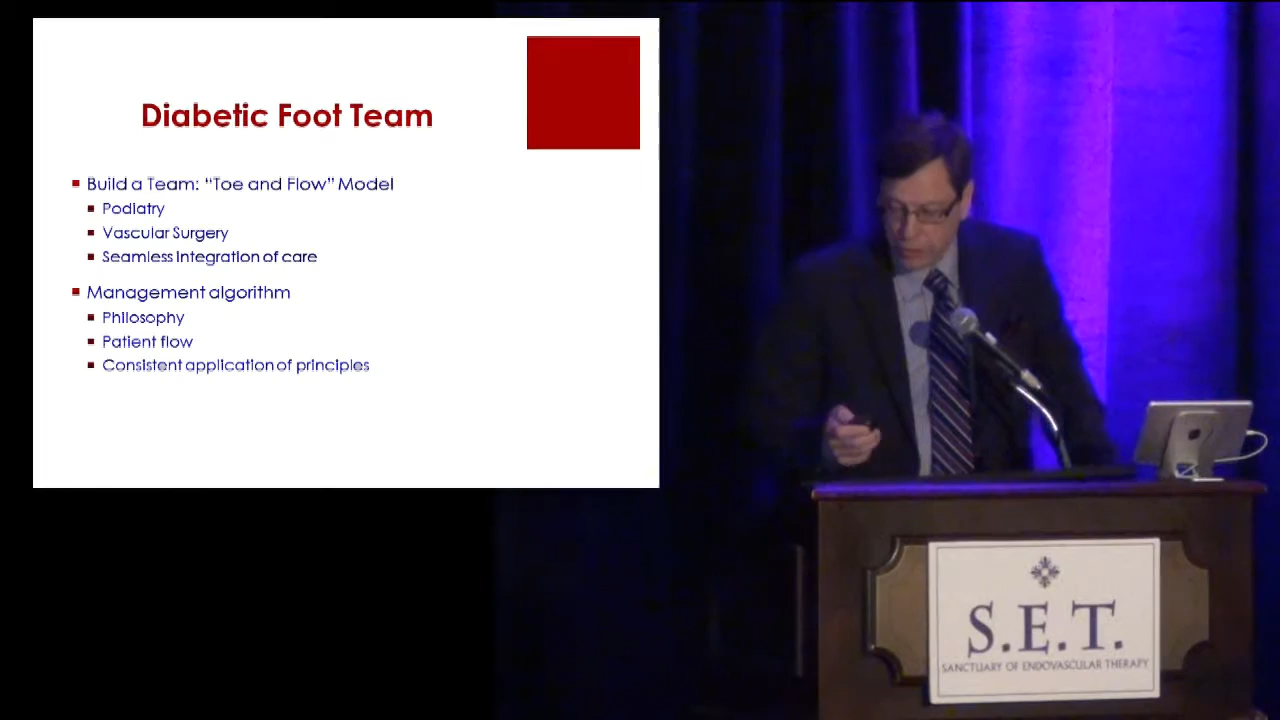 Diabetic Foot Team
Build a Team: “Toe and Flow” Model
Podiatry
Vascular Surgery
Seamless integration of care
Management algorithm
Philosophy
Patient flow
Consistent application of principles
S.E.T.
SANCTUARY OF ENDOVASCULAR THERAPY